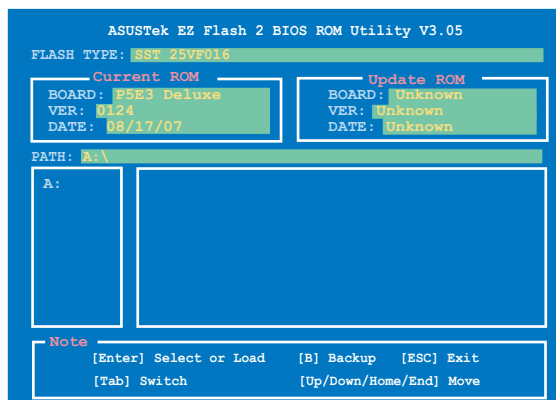 ASUSTek EZ Flash 2 BIOS ROM Utility V3.05
FLASH TYPE: SST 25VF016
Current ROM
BOARD: P5E3 Deluxe
VER: 0124
DATE: 08/17/07
Update ROM
BOARD: Unknown
VER: Unknown
DATE: Unknown
PATH: A:\
A:
Note
[Enter] Select or Load [B] Backup [ESC] Exit
[Tab] Switch [Up/Down/Home/End] Move